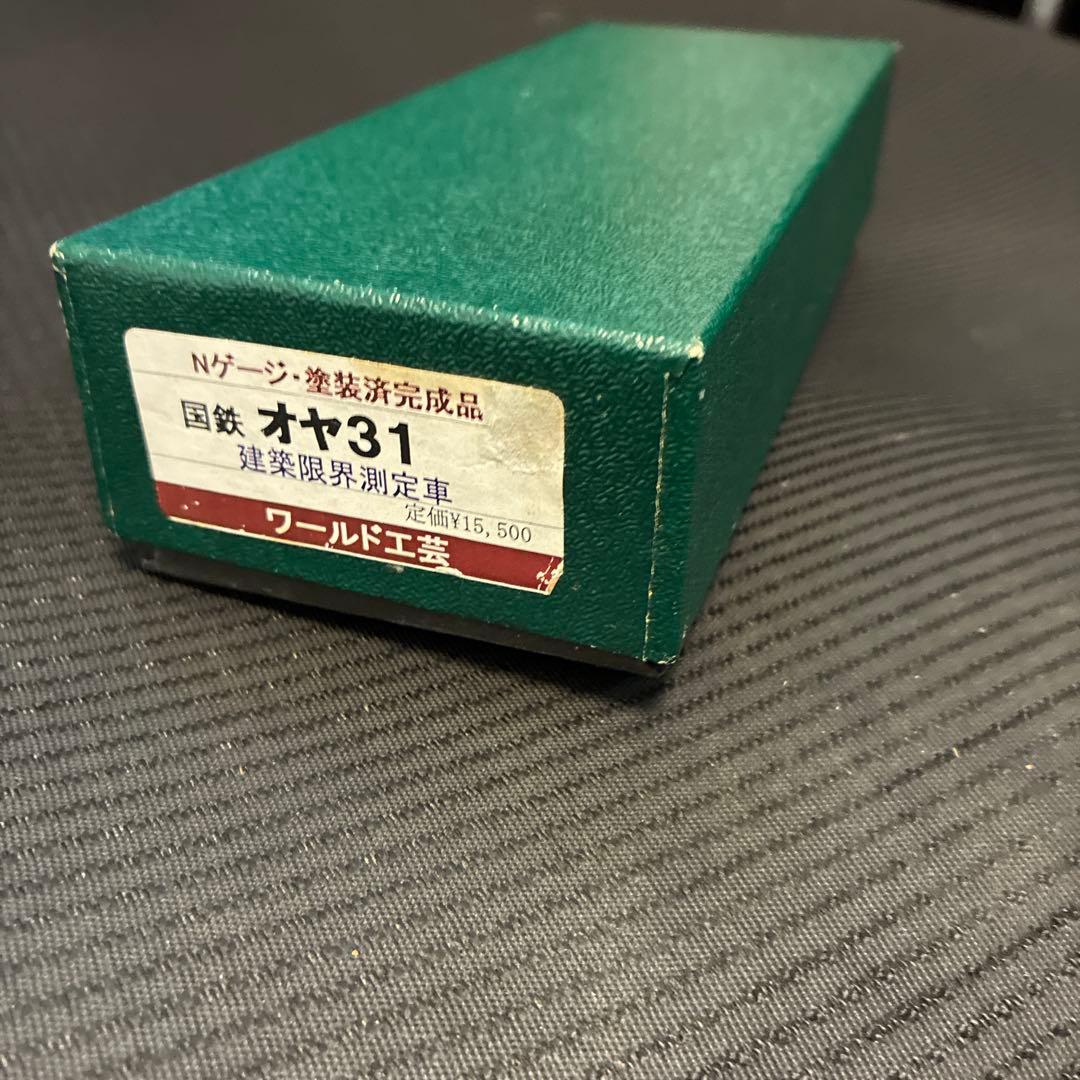 Nゲージ・塗装済完成品
国鉄 オヤ31
建築限界測定車
定価¥15,500
ワールド工芸